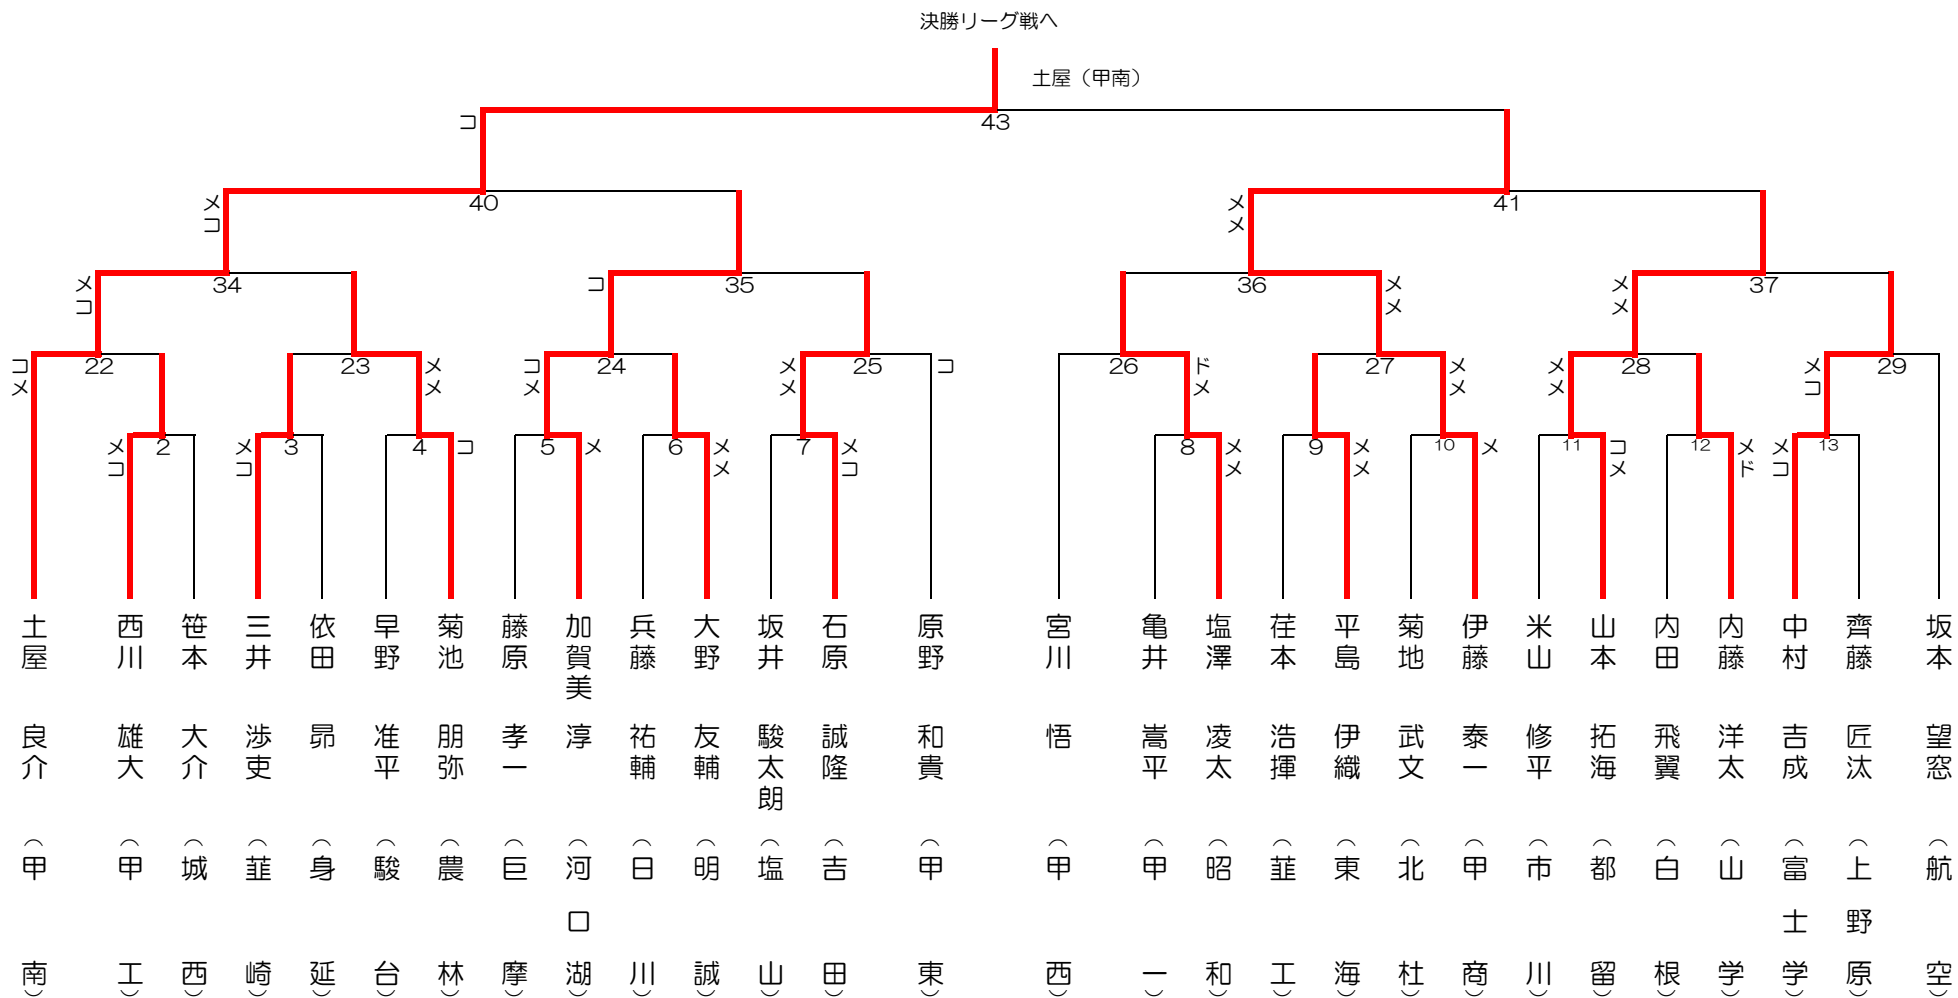 決勝リーグ戦へ
土屋（甲南）
コ
43
メコ
40
メメ
41
メコ
34
コ
35
36
メメ
メメ
37
コメ
22
23
メメ
コメ
24
メメ
25
コ
26
ドメ
27
メメ
メメ
28
メコ
29
メコ
2
メコ
3
4
コ
5
メ
6
メメ
7
メコ
8
メメ
9
メメ
10
メ
11
コメ
12
メド
メコ
13
土屋 良介（甲南）
西川 雄大（甲工）
笹本 大介（城西）
三井 渉吏（韮崎）
依田 昴（身延）
早野 准平（駿台）
菊池 朋弥（農林）
藤原 孝一（巨摩）
加賀美 淳（河口湖）
兵藤 祐輔（日川）
大野 友輔（明誠）
坂井 駿太朗（塩山）
石原 誠隆（吉田）
原野 和貴（甲東）
宮川 悟（甲西）
亀井 嵩平（甲一）
塩澤 凌太（昭和）
荏本 浩揮（韮工）
平島 伊織（東海）
菊地 武文（北杜）
伊藤 泰一（甲商）
米山 修平（市川）
山本 拓海（都留）
内田 飛翼（白根）
内藤 洋太（山学）
中村 吉成（富士学）
齊藤 匠汰（上野原）
坂本 望窓（航空）